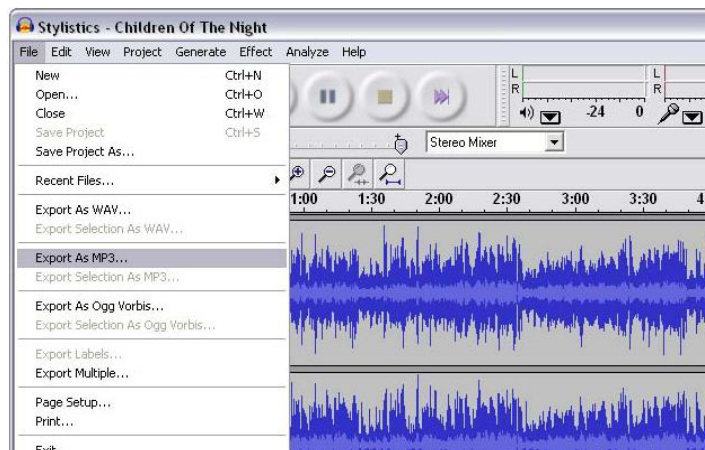 Stylistics - Children Of The Night
File Edit View Project Generate Effect Analyze Help
New Ctrl+N
Open... Ctrl+O
Close Ctrl+W
Save Project Ctrl+S
Save Project As...
Recent Files...
Export As WAV...
Export Selection As WAV...
Export As MP3...
Export Selection As MP3...
Export As Ogg Vorbis...
Export Selection As Ogg Vorbis...
Export Labels...
Export Multiple...
Page Setup...
Print...
Exit
L
R
-24 0
L
R
Stereo Mixer
1:00 1:30 2:00 2:30 3:00 3:30 4